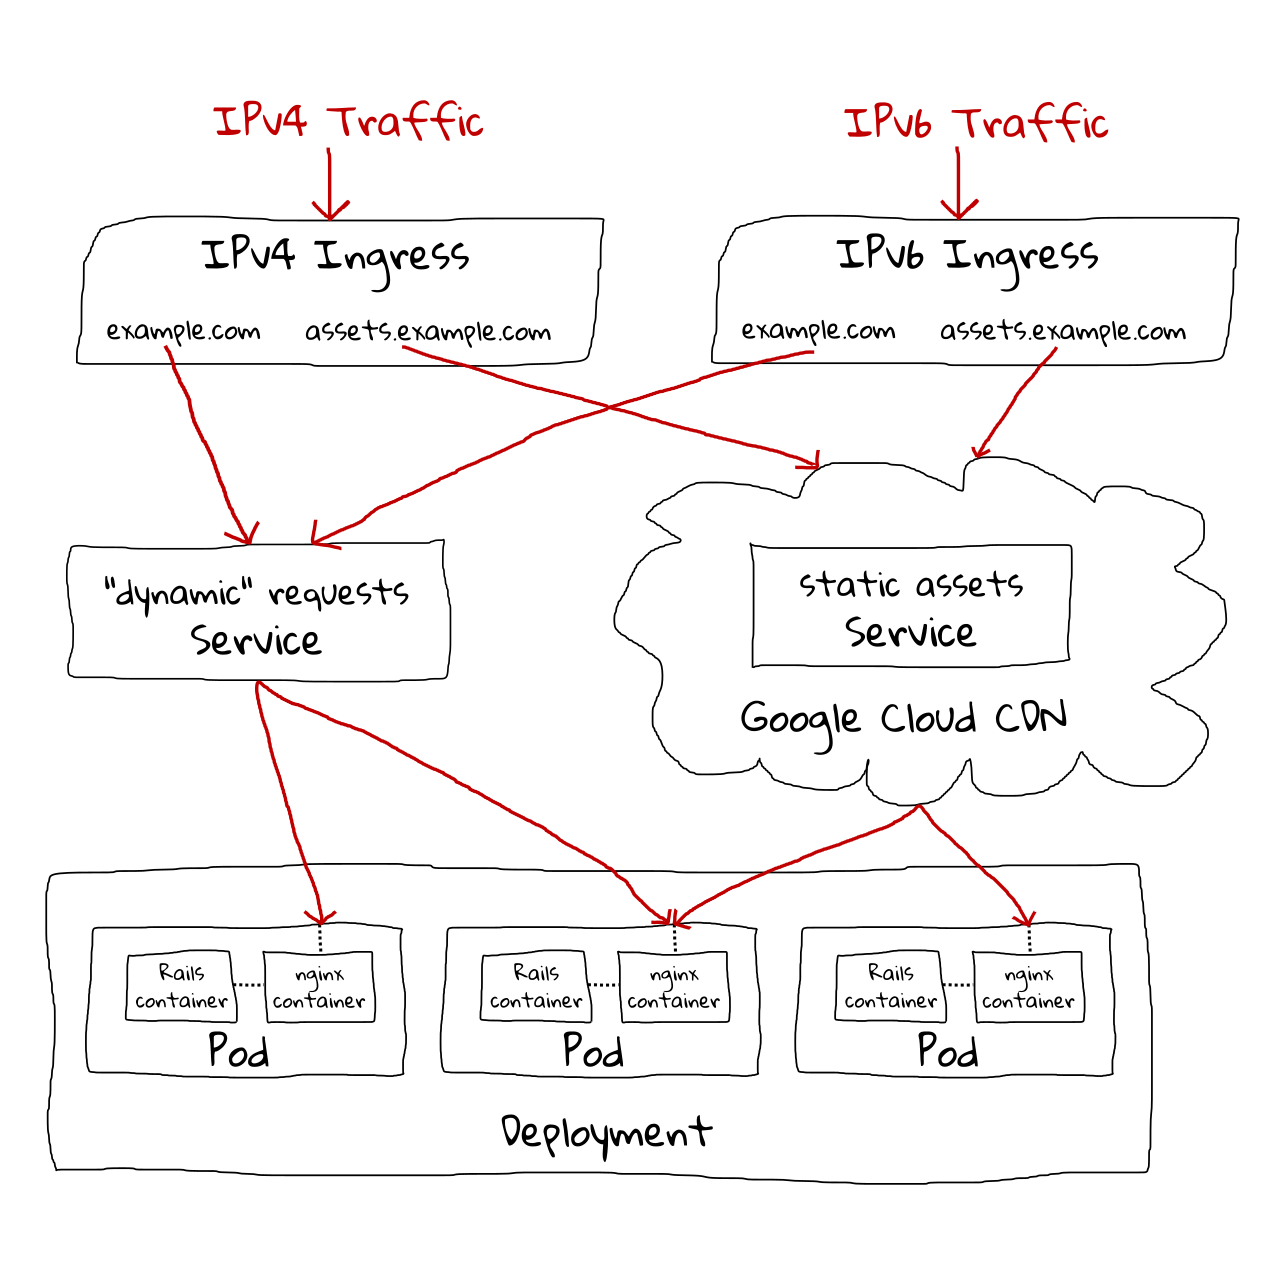 IPv4 Traffic
IPv6 Traffic
IPv4 Ingress
example.com
assets.example.com
IPv6 Ingress
example.com
assets.example.com
"dynamic" requests
Service
static assets
Service
Google Cloud CDN
Rails
container
nginx
container
Pod
Rails
container
nginx
container
Pod
Rails
container
nginx
container
Pod
Deployment